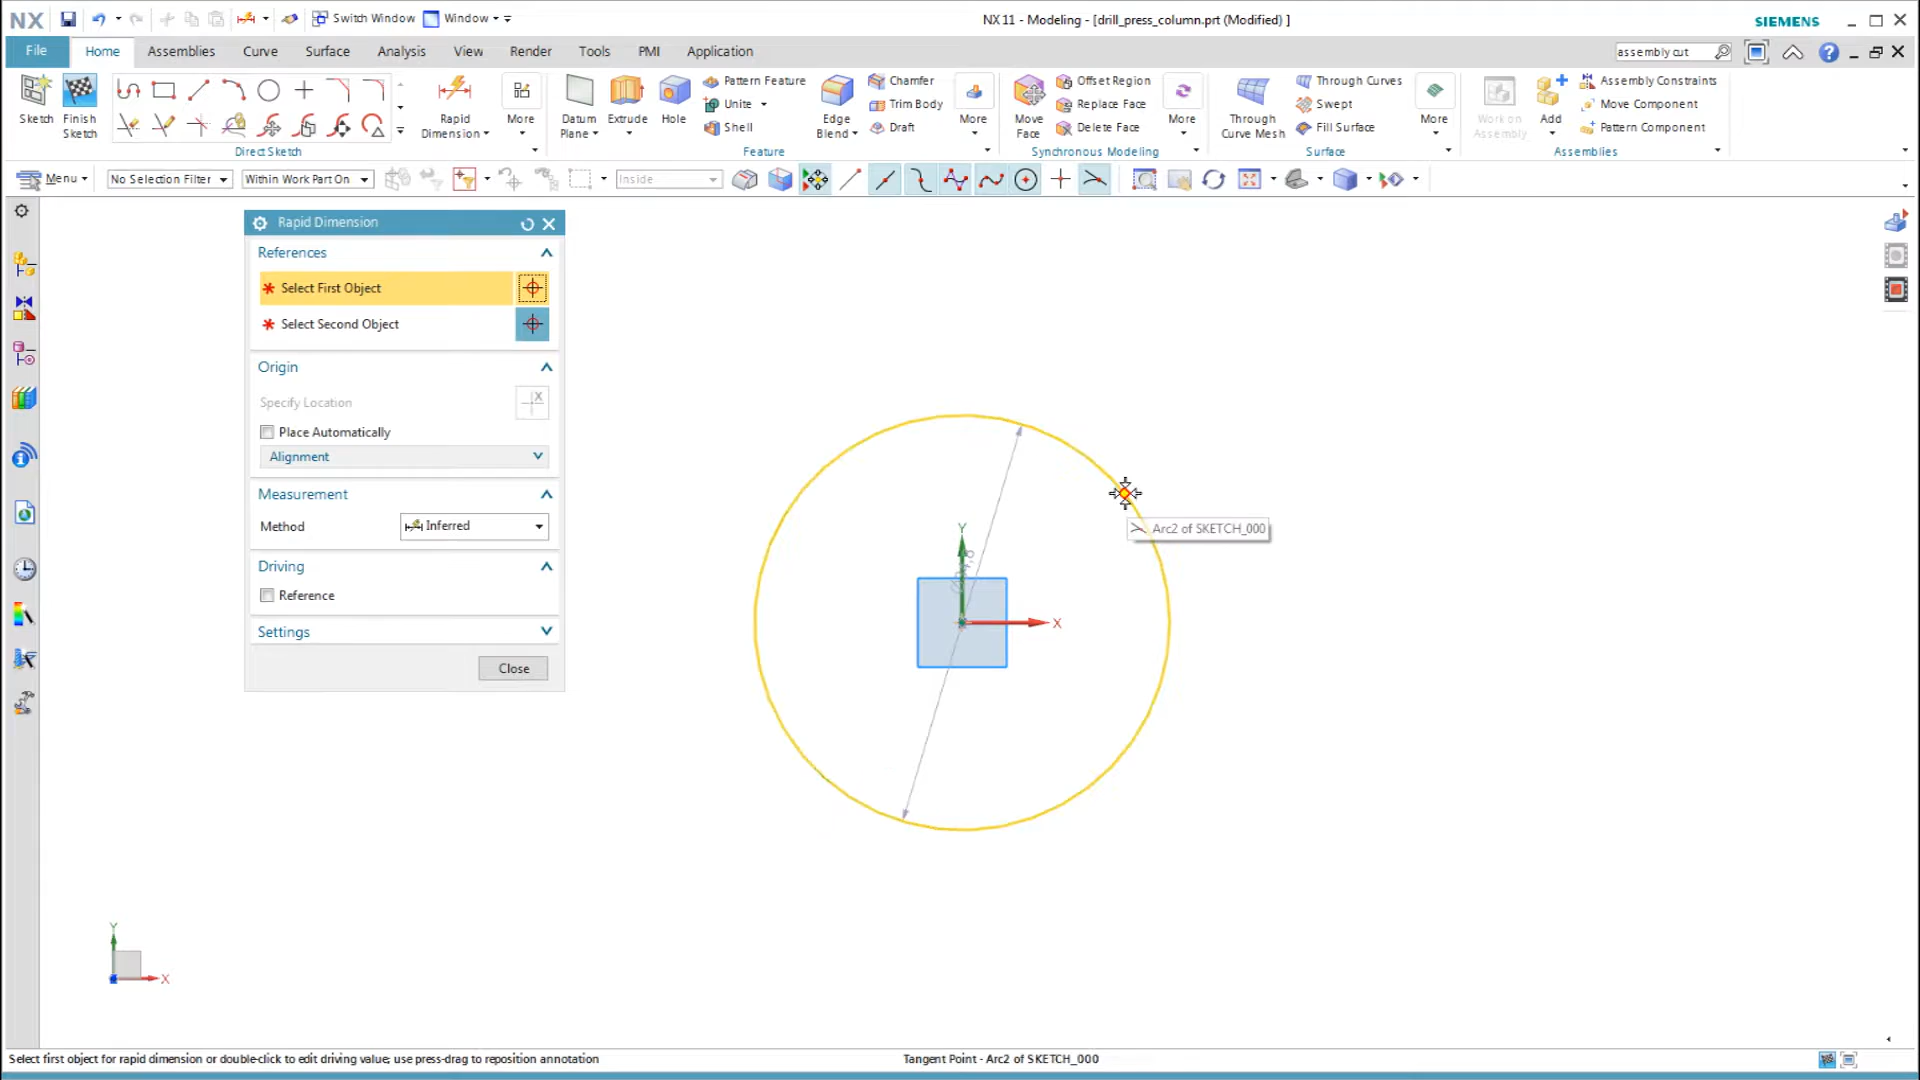 NX
Switch Window
Window
NX 11 - Modeling - [drill_press_column.prt (Modified) ]
SIEMENS
File
Home
Assemblies
Curve
Surface
Analysis
View
Render
Tools
PMI
Application
assembly cut
Sketch
Finish
Sketch
Direct Sketch
Rapid
Dimension
More
Datum
Plane
Extrude
Hole
Pattern Feature
Unite
Shell
Edge
Blend
Chamfer
Trim Body
Draft
More
Feature
Move
Face
Offset Region
Replace Face
Delete Face
More
Synchronous Modeling
Through
Curve Mesh
Through Curves
Swept
Fill Surface
More
Surface
Work on
Assembly
Add
Assembly Constraints
Move Component
Pattern Component
Assemblies
Menu
No Selection Filter
Within Work Part On
Inside
Rapid Dimension
References
* Select First Object
* Select Second Object
Origin
Specify Location
Place Automatically
Alignment
Measurement
Method
Inferred
Driving
Reference
Settings
Close
Arc2 of SKETCH_000
Y
X
Y
X
Select first object for rapid dimension or double-click to edit driving value; use press-drag to reposition annotation
Tangent Point - Arc2 of SKETCH_000